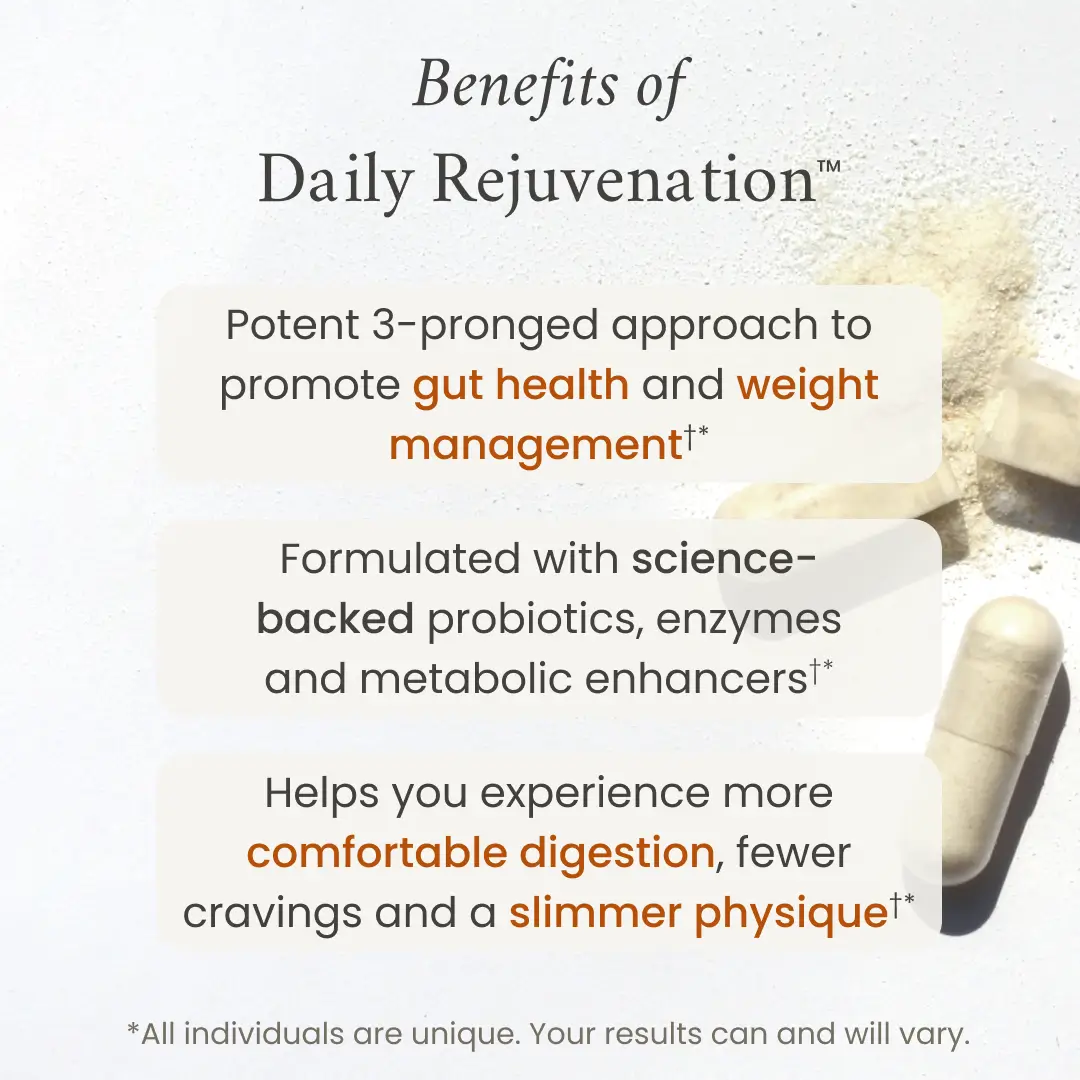 Benefits of
Daily Rejuvenation™
Potent 3-pronged approach to
promote gut health and weight
management†*
Formulated with science-
backed probiotics, enzymes
and metabolic enhancers†*
Helps you experience more
comfortable digestion, fewer
cravings and a slimmer physique†*
*All individuals are unique. Your results can and will vary.